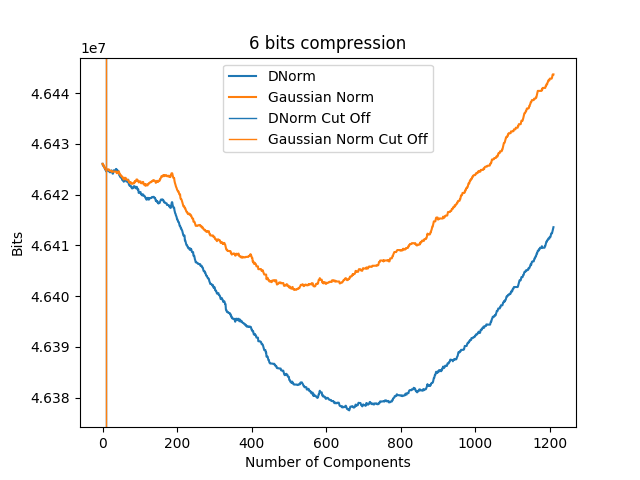 6 bits compression
1e7
DNorm
Gaussian Norm
DNorm Cut Off
Gaussian Norm Cut Off
4.644
4.643
4.642
4.641
4.640
4.639
4.638
Bits
0 200 400 600 800 1000 1200
Number of Components